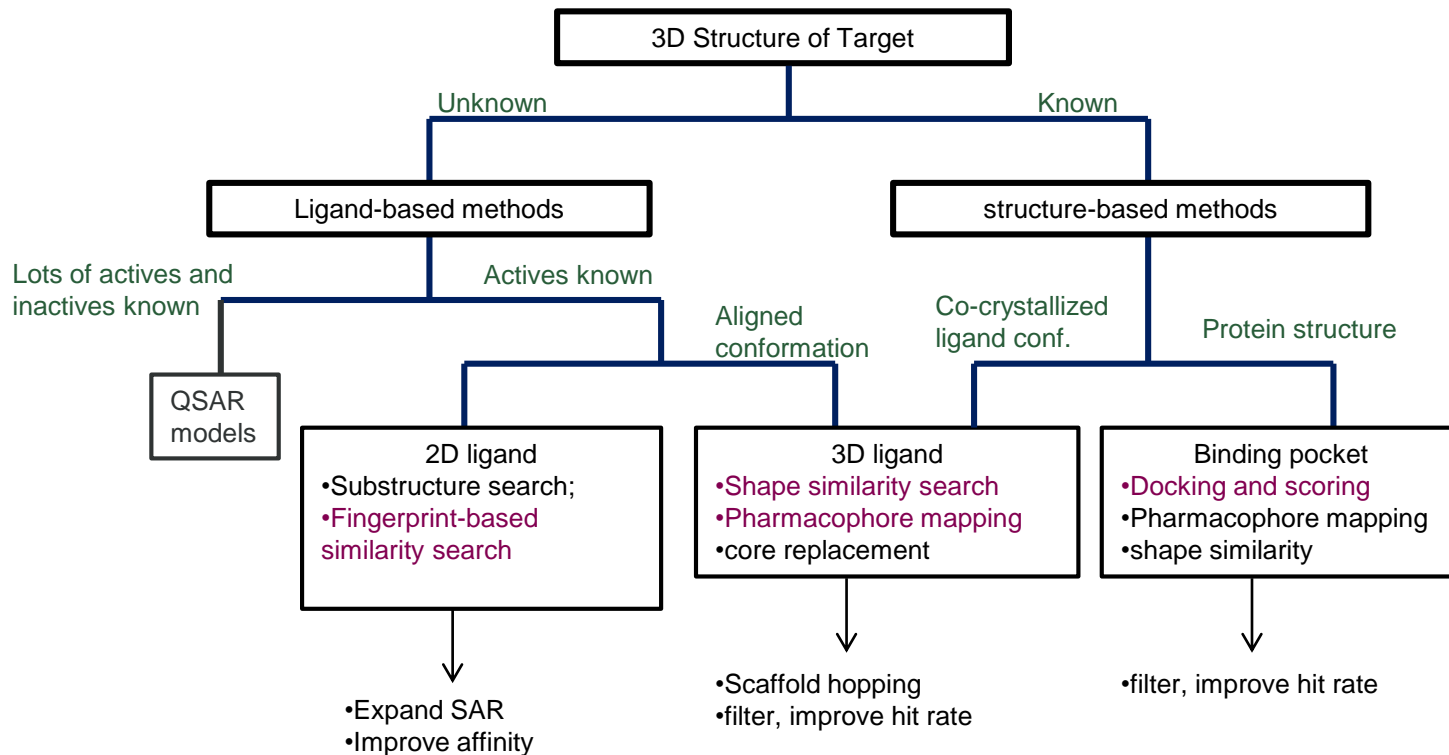 3D Structure of Target
Unknown
Known
Ligand-based methods
structure-based methods
Lots of actives and
inactives known
Actives known
Aligned
conformation
Co-crystallized
ligand conf.
Protein structure
QSAR
models
2D ligand
•Substructure search;
•Fingerprint-based
similarity search
3D ligand
•Shape similarity search
•Pharmacophore mapping
•core replacement
Binding pocket
•Docking and scoring
•Pharmacophore mapping
•shape similarity
•Expand SAR
•Improve affinity
•Scaffold hopping
•filter, improve hit rate
•filter, improve hit rate